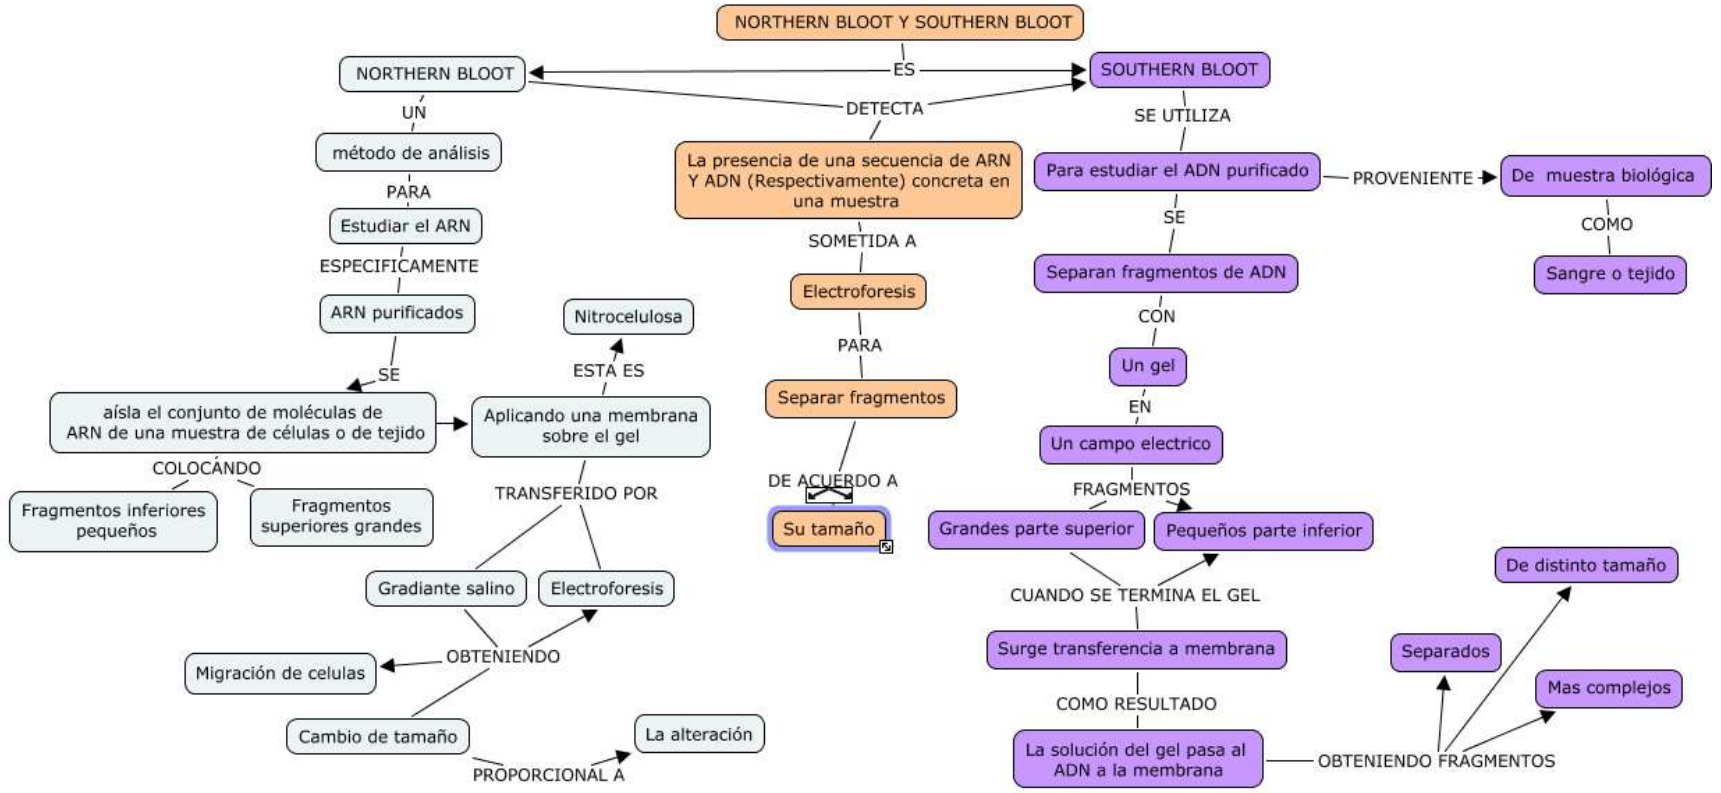 NORTHERN BLOOT Y SOUTHERN BLOOT
ES
NORTHERN BLOOT
SOUTHERN BLOOT
DETECTA
La presencia de una secuencia de ARN
Y ADN (Respectivamente) concreta en
una muestra
SOMETIDA A
Electroforesis
PARA
Separar fragmentos
DE ACUERDO A
Su tamaño
UN
método de análisis
PARA
Estudiar el ARN
ESPECIFICAMENTE
ARN purificados
SE
aísla el conjunto de moléculas de
ARN de una muestra de células o de tejido
COLOCANDO
Fragmentos inferiores
pequeños
Fragmentos
superiores grandes
Aplicando una membrana
sobre el gel
ESTA ES
Nitrocelulosa
TRANSFERIDO POR
Gradiante salino
Electroforesis
OBTENIENDO
Migración de celulas
Cambio de tamaño
PROPORCIONAL A
La alteración
SE UTILIZA
Para estudiar el ADN purificado
PROVENIENTE
De muestra biológica
COMO
Sangre o tejido
SE
Separan fragmentos de ADN
CON
Un gel
EN
Un campo electrico
FRAGMENTOS
Grandes parte superior
Pequeños parte inferior
CUANDO SE TERMINA EL GEL
Surge transferencia a membrana
COMO RESULTADO
La solución del gel pasa al
ADN a la membrana
OBTENIENDO FRAGMENTOS
Separados
De distinto tamaño
Mas complejos